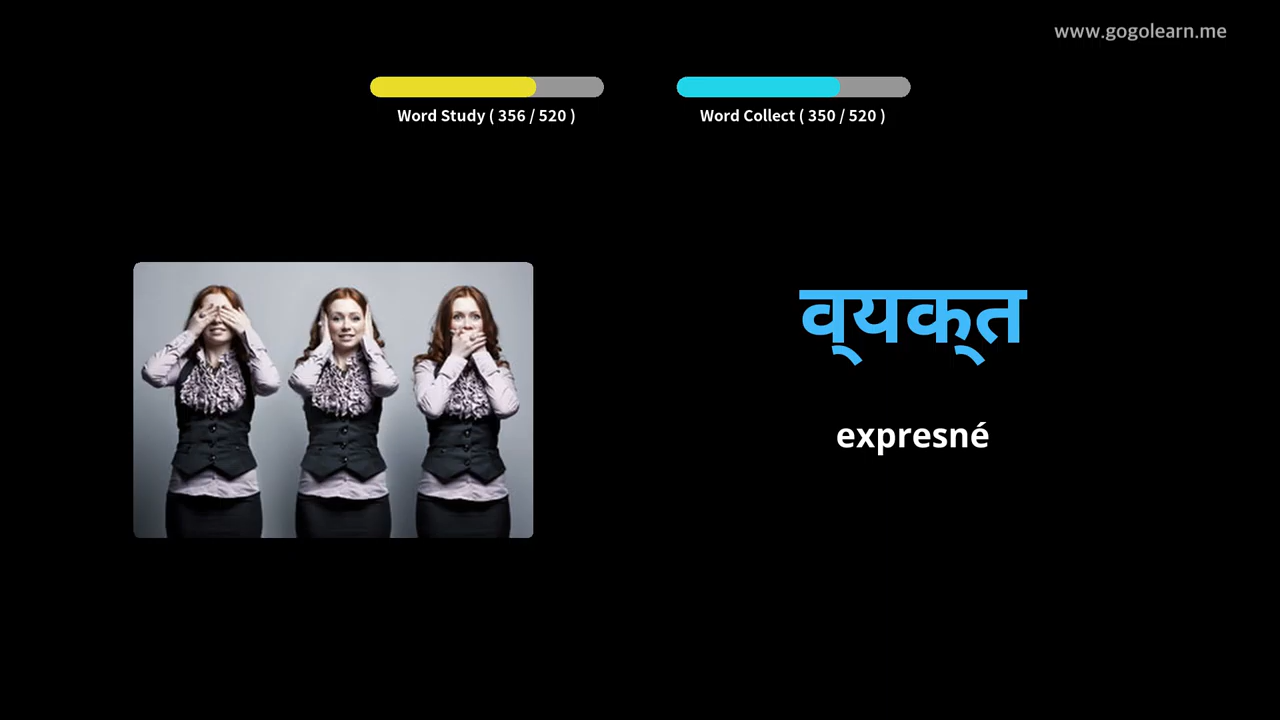 www.gogolearn.me
Word Study ( 356 / 520 )
Word Collect ( 350 / 520 )
व्यक्त
expresné